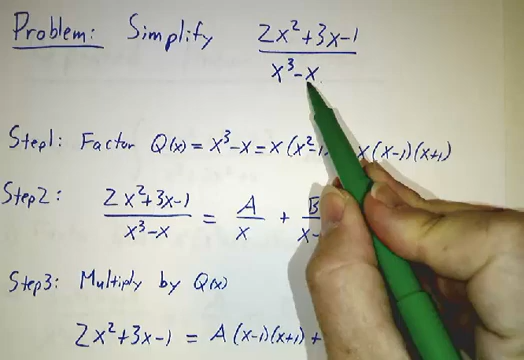 Problem: Simplify (2x²+3x-1)/(x³-x)
Step1: Factor Q(x) = x³-x = x(x²-1) x(x-1)(x+1)
Step2: (2x²+3x-1)/(x³-x) = A/x + B/x-
Step3: Multiply by Q(x)
2x²+3x-1 = A(x-1)(x+1) +